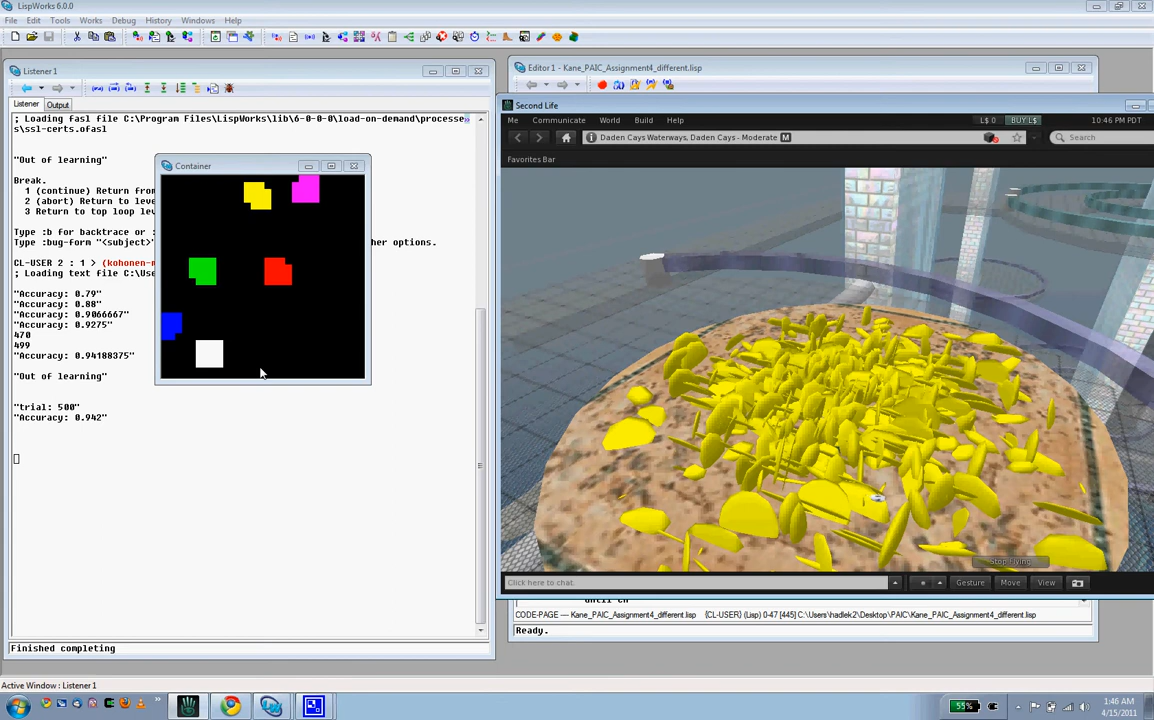 LispWorks 6.0.0
File Edit Tools Works Debug History Windows Help
Listener 1
Listener Output
; Loading fasl file C:\Program Files\LispWorks\lib\6-0-0-0\load-on-demand\processe
s\ssl-certs.ofasl
"Out of learning"
Break.
1 (continue) Return from
2 (abort) Return to leve
3 Return to top loop lev
Type :b for backtrace or :
Type :bug-form "<subject>" her options.
CL-USER 2 : 1 > (kohonen-m
; Loading text file C:\Use
"Accuracy: 0.79"
"Accuracy: 0.88"
"Accuracy: 0.9066667"
"Accuracy: 0.9275"
470
499
"Accuracy: 0.94188375"
"Out of learning"
"trial: 500"
"Accuracy: 0.942"
Finished completing
Active Window : Listener 1
Container
Editor 1 - Kane_PAIC_Assignment4_different.lisp
Second Life
Me Communicate World Build Help L$ 0 BUY L$ 10:46 PM PDT
Daden Cays Waterways, Daden Cays - Moderate M Search
Favorites Bar
Stop Flying
Click here to chat. Gesture Move View
CODE-PAGE --- Kane_PAIC_Assignment4_different.lisp {CL-USER} (Lisp) 0-47 [445] C:\Users\hadlek2\Desktop\PAIC\Kane_PAIC_Assignment4_different.lisp
Ready.
55%
1:46 AM
4/15/2011